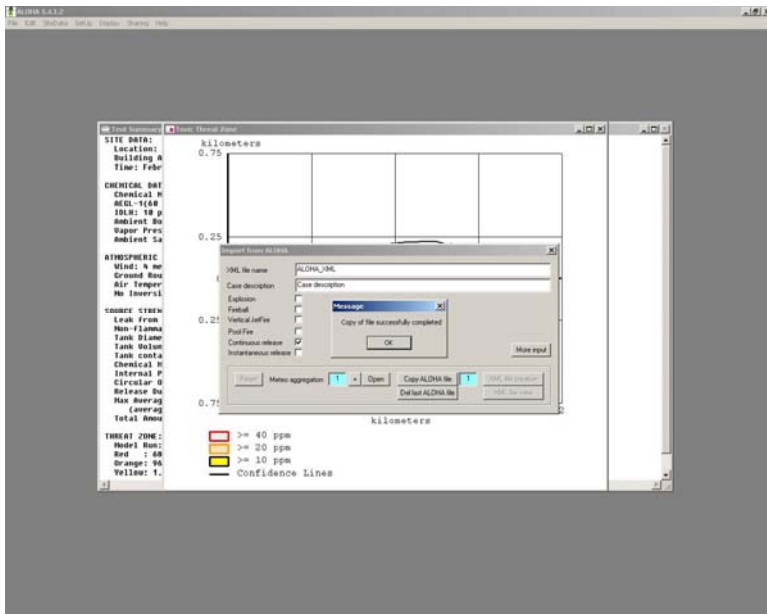 ALOHA 5.4.1.2
File Edit SiteData SetUp Display Sharing Help
Text Summary
Toxic Threat Zone
SITE DATA:
Location:
Building A
Time: Febr
CHEMICAL DAT
Chemical N
AEGL-1(60
IDLH: 10 p
Ambient Bo
Vapor Pres
Ambient Sa
ATMOSPHERIC
Wind: 4 me
Ground Rou
Air Temper
No Inversi
SOURCE STREN
Leak from
Non-flamma
Tank Diame
Tank Volum
Tank conta
Chemical M
Internal P
Circular O
Release Du
Max Averag
(averag
Total Amou
THREAT ZONE:
Model Run:
Red : 68
Orange: 96
Yellow: 1.
kilometers
0.75
0.25
0.25
0.75
kilometers
>= 40 ppm
>= 20 ppm
>= 10 ppm
Confidence Lines
Import from ALOHA
XML file name ALOHA_XML
Case description Case description
Explosion
Fireball
Vertical JetFire
Pool Fire
Continuous release
Instantaneous release
More input
Reset Meteo aggregation 1 Open Copy ALOHA file 1 XML file creation
Del last ALOHA file XML file view
Message
Copy of file successfully completed
OK